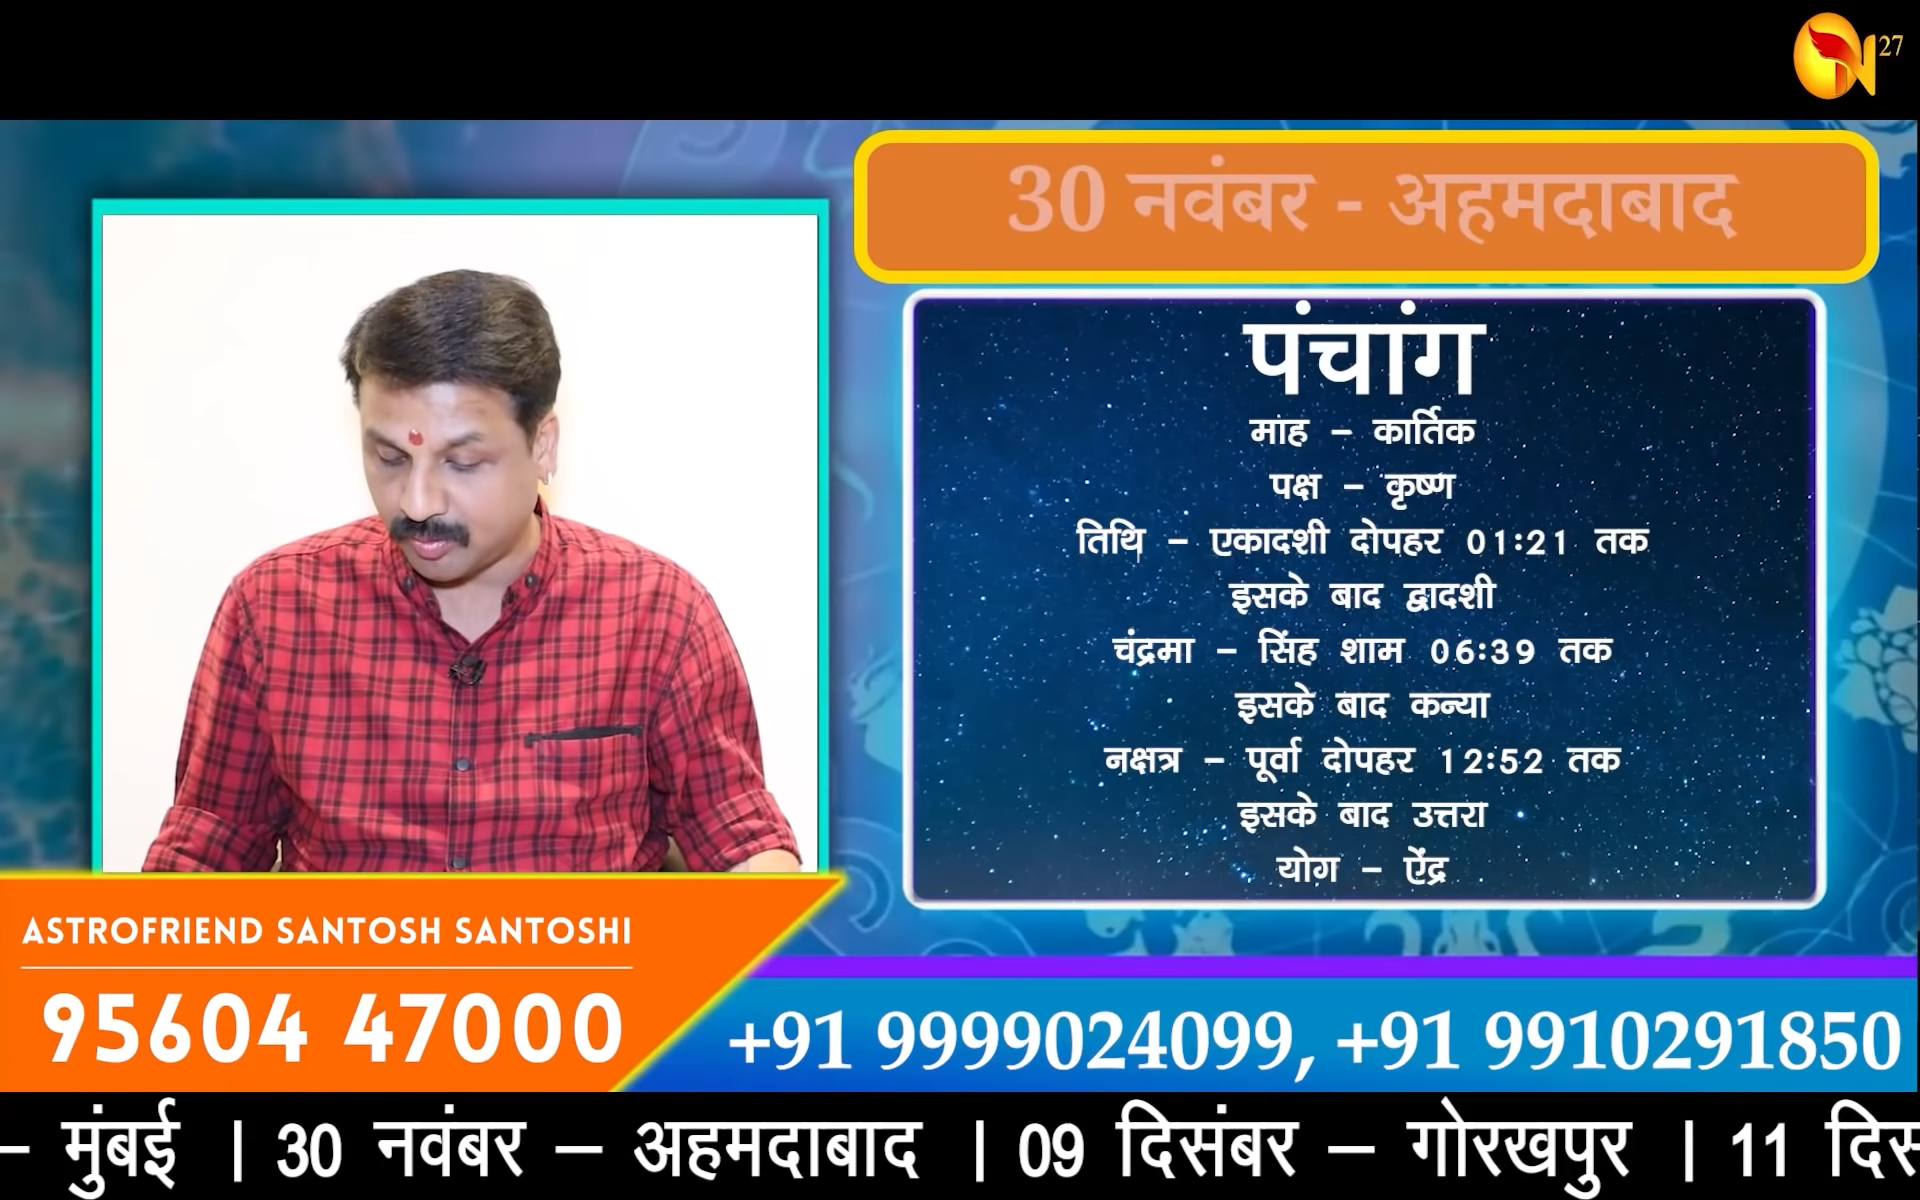 N 27
30 नवंबर - अहमदाबाद
पंचांग
मांह – कार्तिक
पक्ष – कृष्ण
तिथि – एकादशी दोपहर 01:21 तक
इसके बाद द्वादशी
चंद्रमा – सिंह शाम 06:39 तक
इसके बाद कन्या
नक्षत्र – पूर्वा दोपहर 12:52 तक
इसके बाद उत्तरा
योग – ऐंद्र
ASTROFRIEND SANTOSH SANTOSHI
95604 47000
+91 9999024099, +91 9910291850
– मुंबई | 30 नवंबर – अहमदाबाद | 09 दिसंबर – गोरखपुर | 11